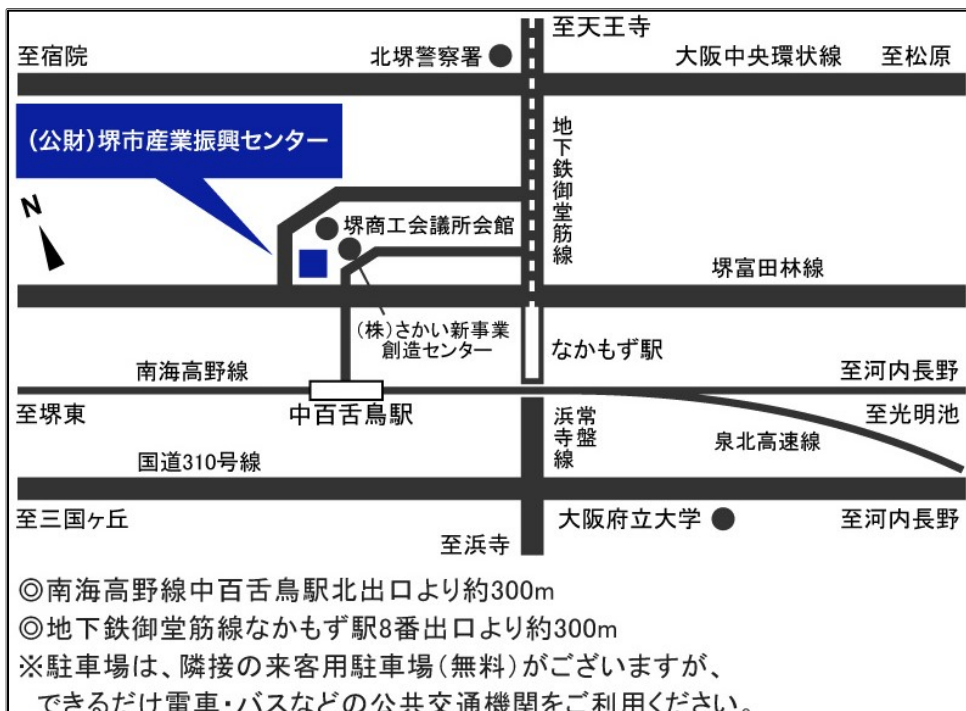 至天王寺
至宿院
北堺警察署
大阪中央環状線
至松原
(公財)堺市産業振興センター
地下鉄御堂筋線
N
堺商工会議所会館
堺富田林線
(株)さかい新事業
創造センター
なかもず駅
南海高野線
至河内長野
至堺東
中百舌鳥駅
常盤
浜寺線
至光明池
泉北高速線
国道310号線
至三国ヶ丘
大阪府立大学
至河内長野
至浜寺
◎南海高野線中百舌鳥駅北出口より約300m
◎地下鉄御堂筋線なかもず駅8番出口より約300m
※駐車場は、隣接の来客用駐車場(無料)がございますが、
できるだけ電車・バスなどの公共交通機関をご利用ください。